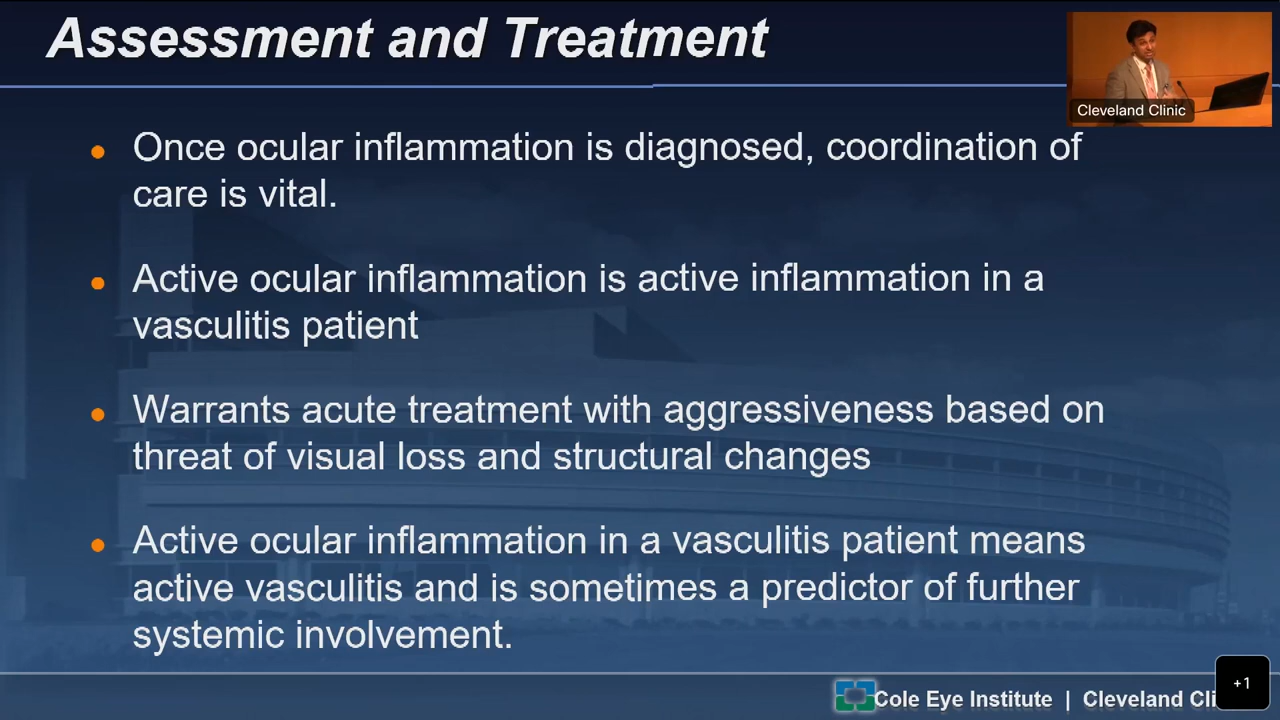 Assessment and Treatment
Cleveland Clinic
Once ocular inflammation is diagnosed, coordination of
care is vital.
Active ocular inflammation is active inflammation in a
vasculitis patient
Warrants acute treatment with aggressiveness based on
threat of visual loss and structural changes
Active ocular inflammation in a vasculitis patient means
active vasculitis and is sometimes a predictor of further
systemic involvement.
Cole Eye Institute | Cleveland Cli
+1